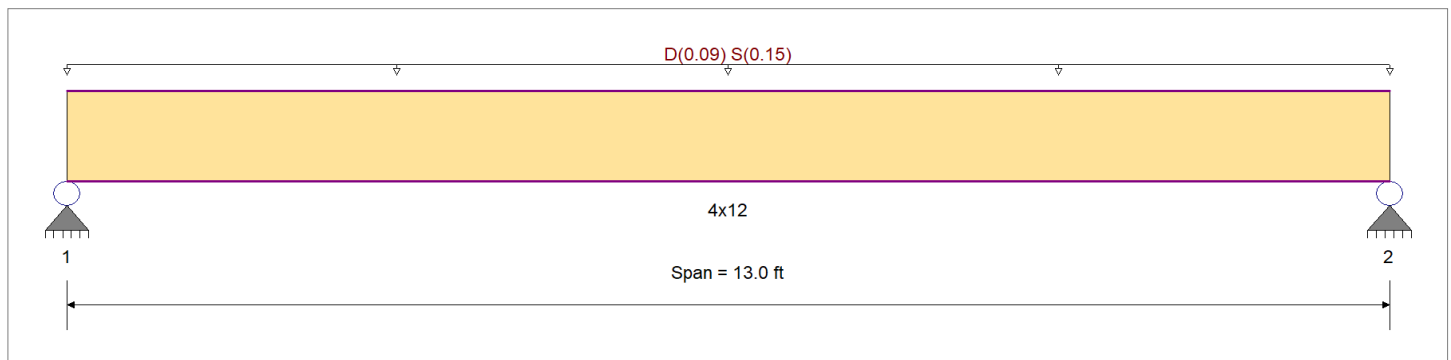 D(0.09) S(0.15)
4x12
1
2
Span = 13.0 ft